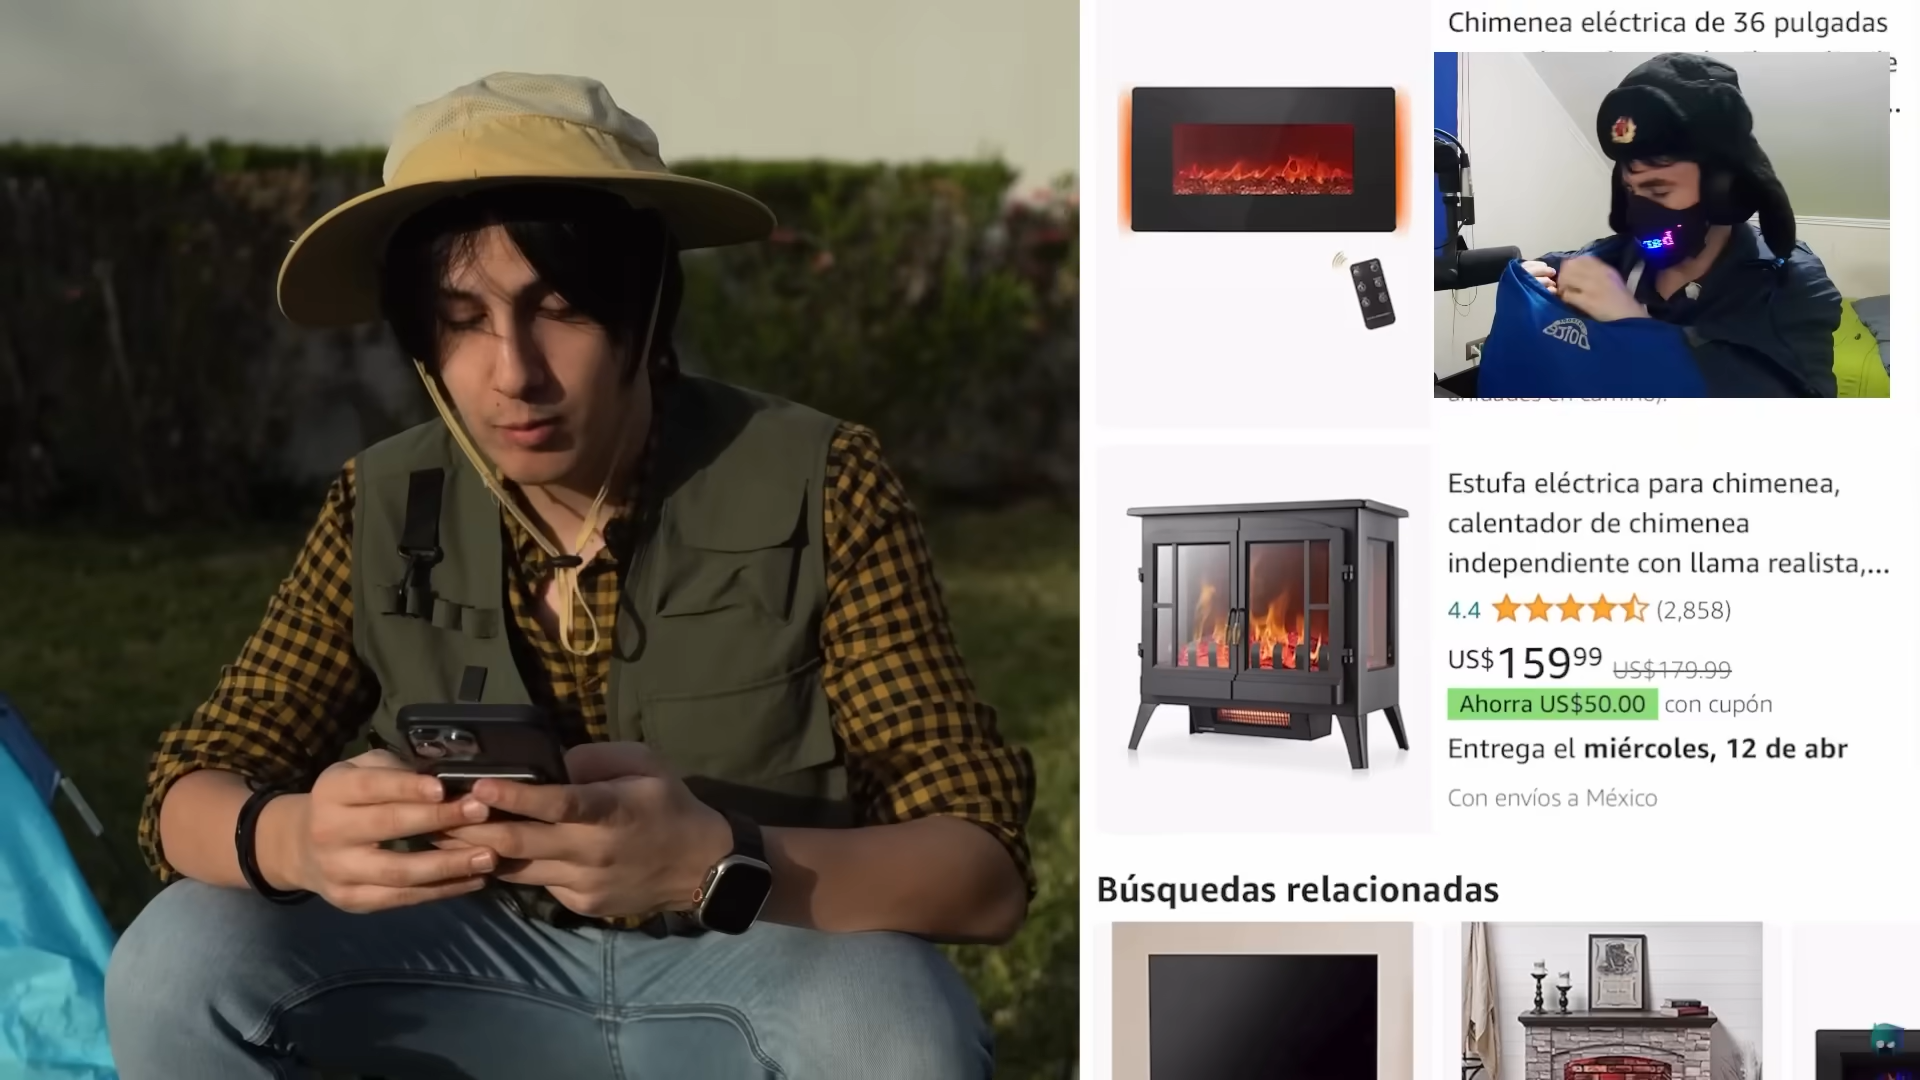 Chimenea eléctrica de 36 pulgadas
BJ100
Estufa eléctrica para chimenea,
calentador de chimenea
independiente con llama realista,...
4.4 (2,858)
US$159.99 US$179.99
Ahorra US$50.00 con cupón
Entrega el miércoles, 12 de abr
Con envíos a México
Búsquedas relacionadas